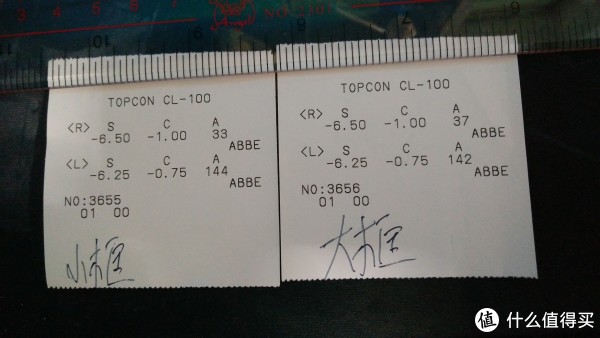 TOPCON CL-100
<R> S C A
-6.50 -1.00 33
ABBE
<L> S C A
-6.25 -0.75 144
ABBE
NO:3655
01 00
小框
TOPCON CL-100
<R> S C A
-6.50 -1.00 37
ABBE
<L> S C A
-6.25 -0.75 142
ABBE
NO:3656
01 00
大框
值 什么值得买